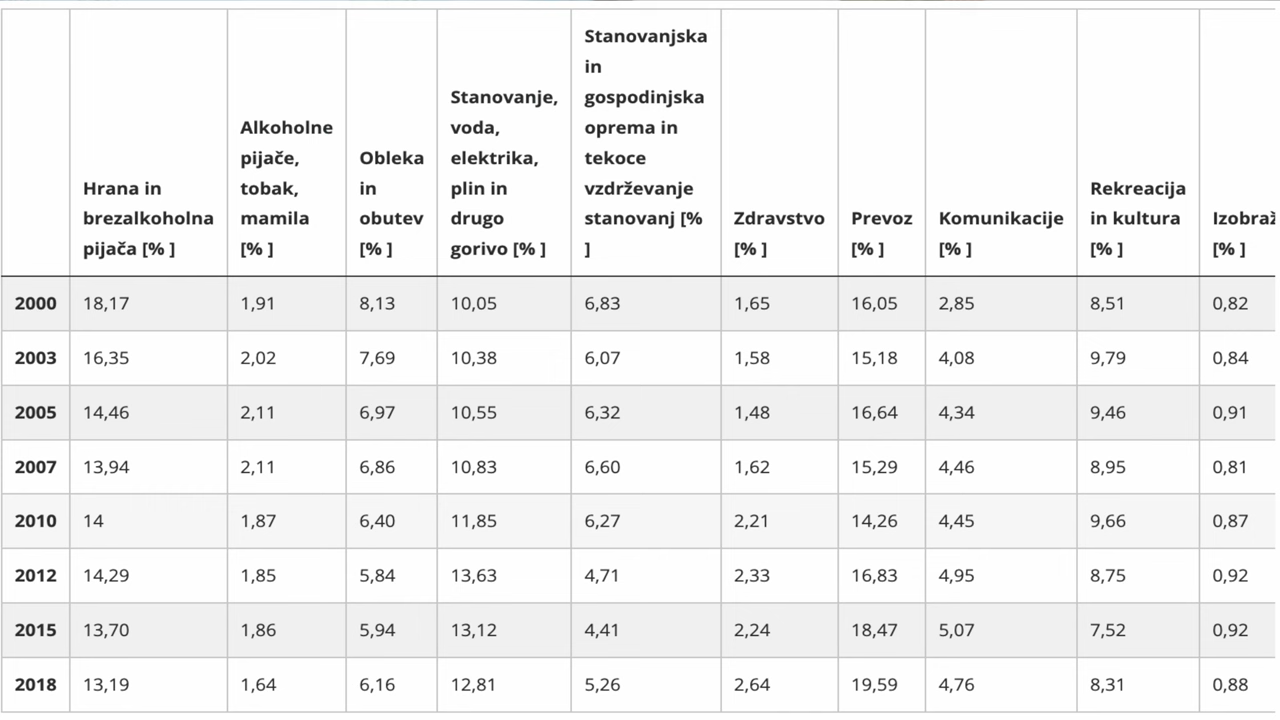 Hrana in brezalkoholna pijača [% ]
Alkoholne pijače, tobak, mamila [% ]
Obleka in obutev [% ]
Stanovanje, voda, elektrika, plin in drugo gorivo [% ]
Stanovanjska in gospodinjska oprema in tekoce vzdrževanje stanovanj [% ]
Zdravstvo [% ]
Prevoz [% ]
Komunikacije [% ]
Rekreacija in kultura [% ]
Izobraž [% ]
2000 18,17 1,91 8,13 10,05 6,83 1,65 16,05 2,85 8,51 0,82
2003 16,35 2,02 7,69 10,38 6,07 1,58 15,18 4,08 9,79 0,84
2005 14,46 2,11 6,97 10,55 6,32 1,48 16,64 4,34 9,46 0,91
2007 13,94 2,11 6,86 10,83 6,60 1,62 15,29 4,46 8,95 0,81
2010 14 1,87 6,40 11,85 6,27 2,21 14,26 4,45 9,66 0,87
2012 14,29 1,85 5,84 13,63 4,71 2,33 16,83 4,95 8,75 0,92
2015 13,70 1,86 5,94 13,12 4,41 2,24 18,47 5,07 7,52 0,92
2018 13,19 1,64 6,16 12,81 5,26 2,64 19,59 4,76 8,31 0,88